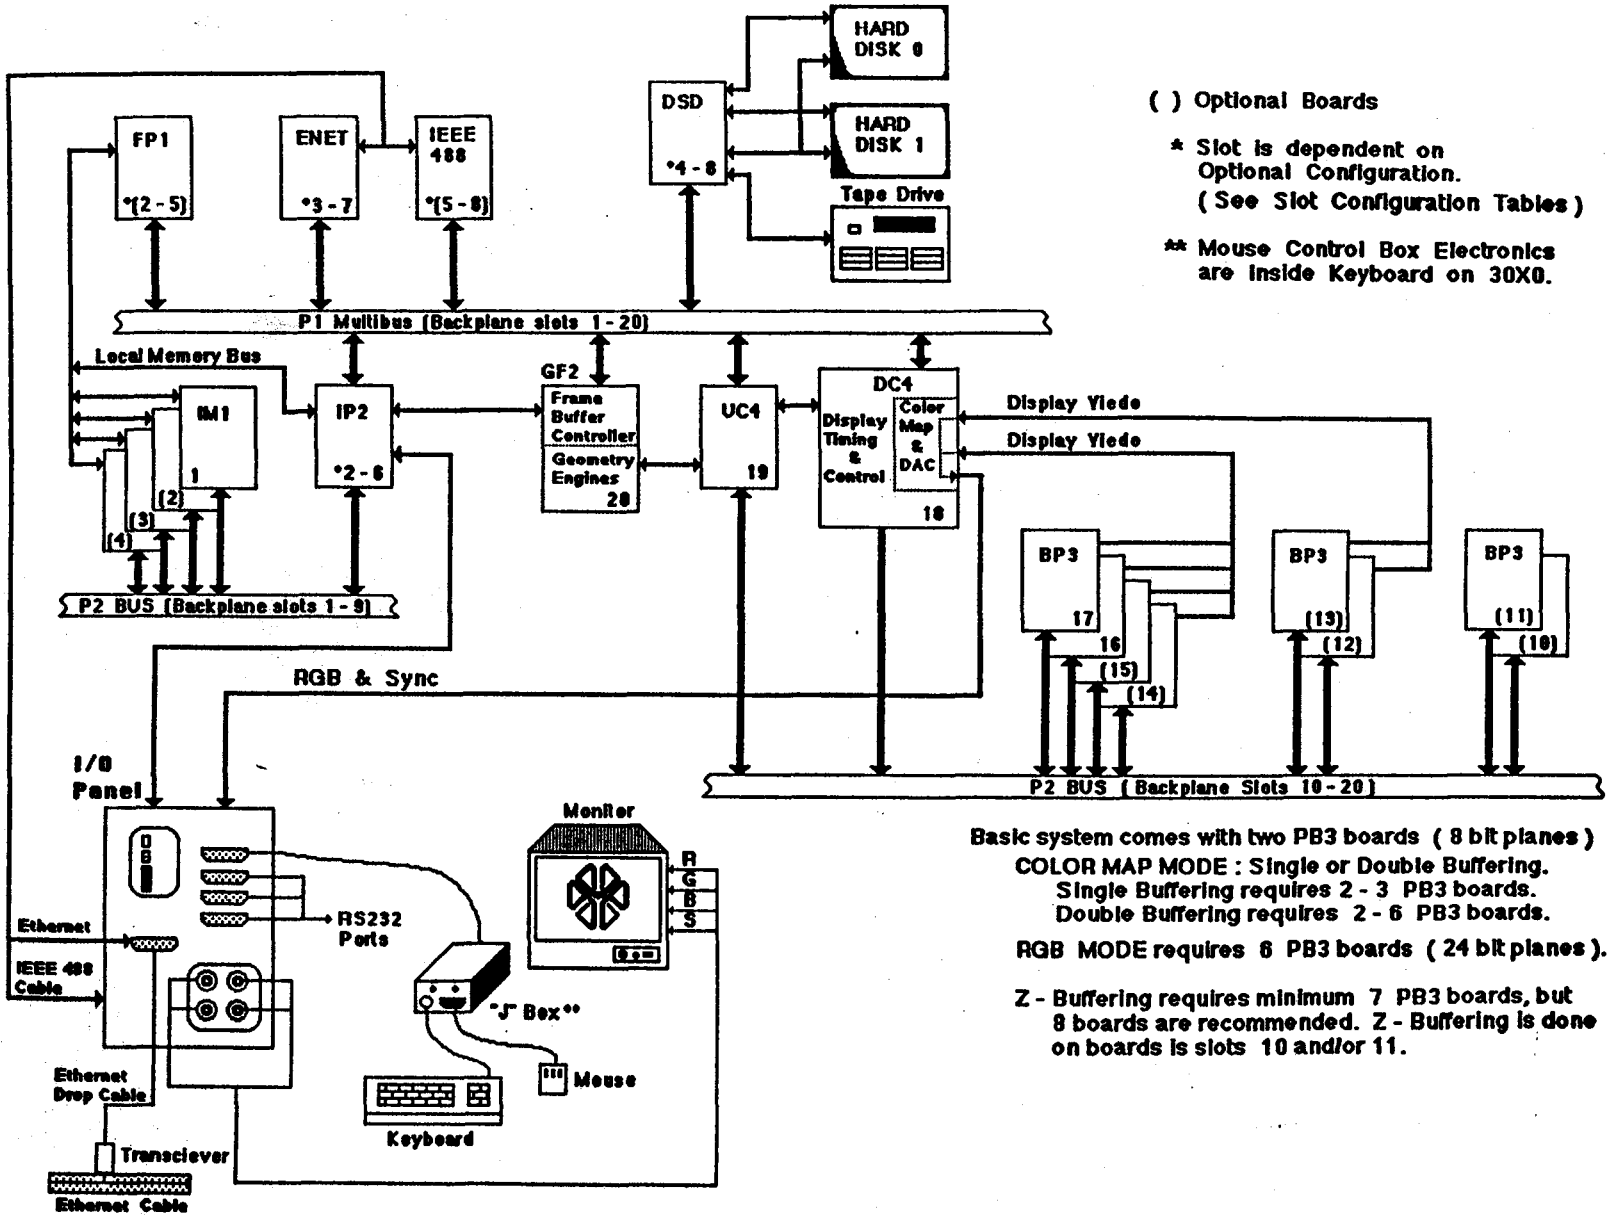 HARD
DISK 0
DSD
*4 - 8
HARD
DISK 1
Tape Drive
( ) Optional Boards
* Slot is dependent on
Optional Configuration.
( See Slot Configuration Tables )
** Mouse Control Box Electronics
are inside Keyboard on 30X0.
FP1
*(2 - 5)
ENET
*3 - 7
IEEE
488
*(5 - 8)
P1 Multibus (Backplane slots 1 - 20)
Local Memory Bus
IM1
1
(2)
(3)
(4)
IP2
*2 - 6
GF2
Frame
Buffer
Controller
Geometry
Engines
20
UC4
19
DC4
Display
Timing
&
Control
Color
Map
&
DAC
18
Display Viedo
Display Viedo
BP3
17
16
(15)
(14)
BP3
(13)
(12)
BP3
(11)
(10)
P2 BUS (Backplane slots 1 - 9)
RGB & Sync
P2 BUS ( Backplane Slots 10 - 20 )
I/O
Panel
Ethernet
IEEE 488
Cable
RS232
Ports
Monitor
R
G
B
S
"J" Box **
Mouse
Keyboard
Ethernet
Drop Cable
Transciever
Ethernet Cable
Basic system comes with two PB3 boards ( 8 bit planes )
COLOR MAP MODE : Single or Double Buffering.
Single Buffering requires 2 - 3 PB3 boards.
Double Buffering requires 2 - 6 PB3 boards.
RGB MODE requires 6 PB3 boards ( 24 bit planes ).
Z - Buffering requires minimum 7 PB3 boards, but
8 boards are recommended. Z - Buffering is done
on boards is slots 10 and/or 11.